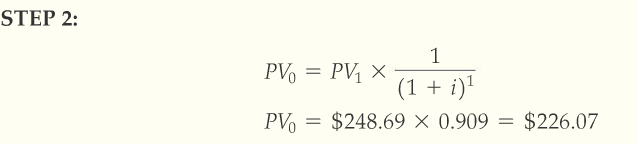 STEP 2:
PV₀ = PV₁ × 1 / (1 + i)¹
PV₀ = $248.69 × 0.909 = $226.07